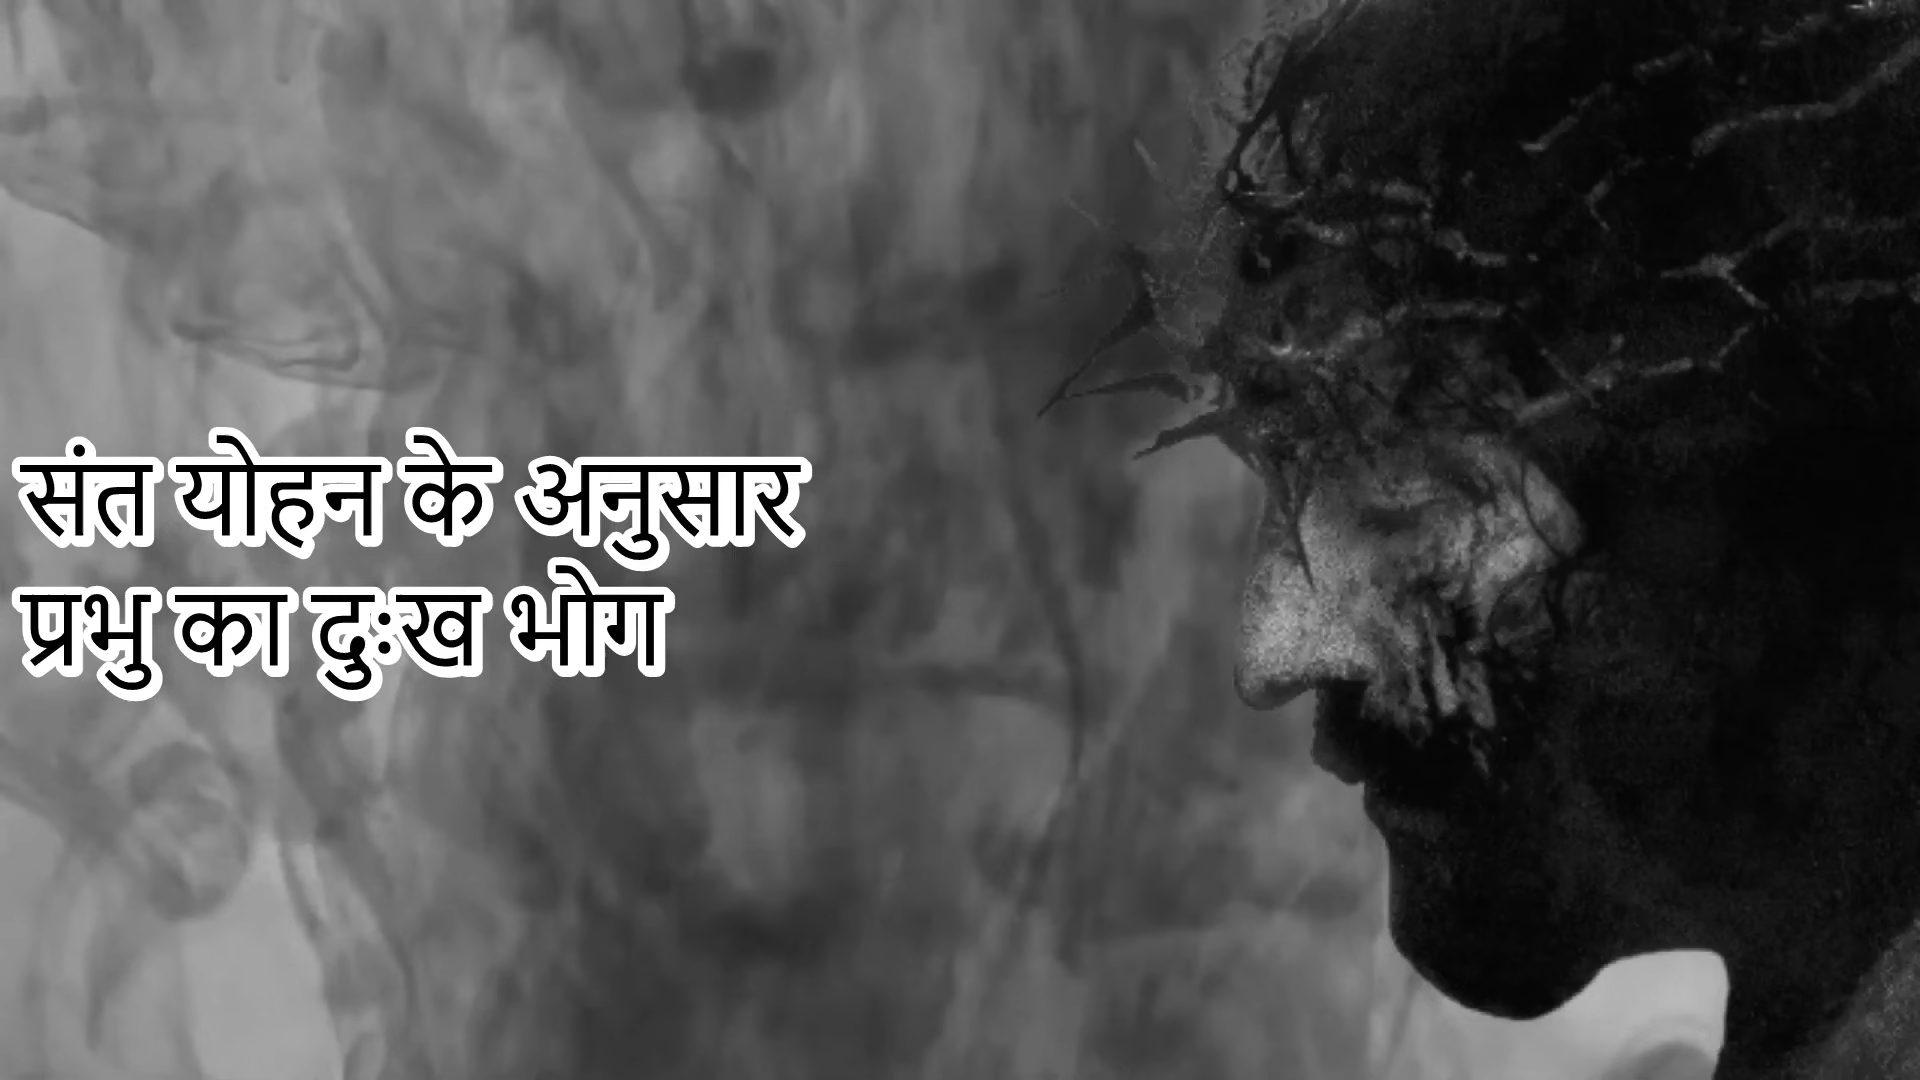 संत योहन के अनुसार
प्रभु का दुःख भोग